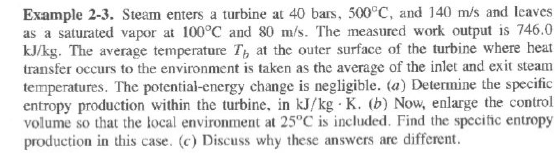 Example 2-3. Steam enters a turbine at 40 bars, 500°C, and 140 m/s and leaves
as a saturated vapor at 100°C and 80 m/s. The measured work output is 746.0
kJ/kg. The average temperature T_b at the outer surface of the turbine where heat
transfer occurs to the environment is taken as the average of the inlet and exit steam
temperatures. The potential-energy change is negligible. (a) Determine the specific
entropy production within the turbine, in kJ/kg · K. (b) Now, enlarge the control
volume so that the local environment at 25°C is included. Find the specific entropy
production in this case. (c) Discuss why these answers are different.